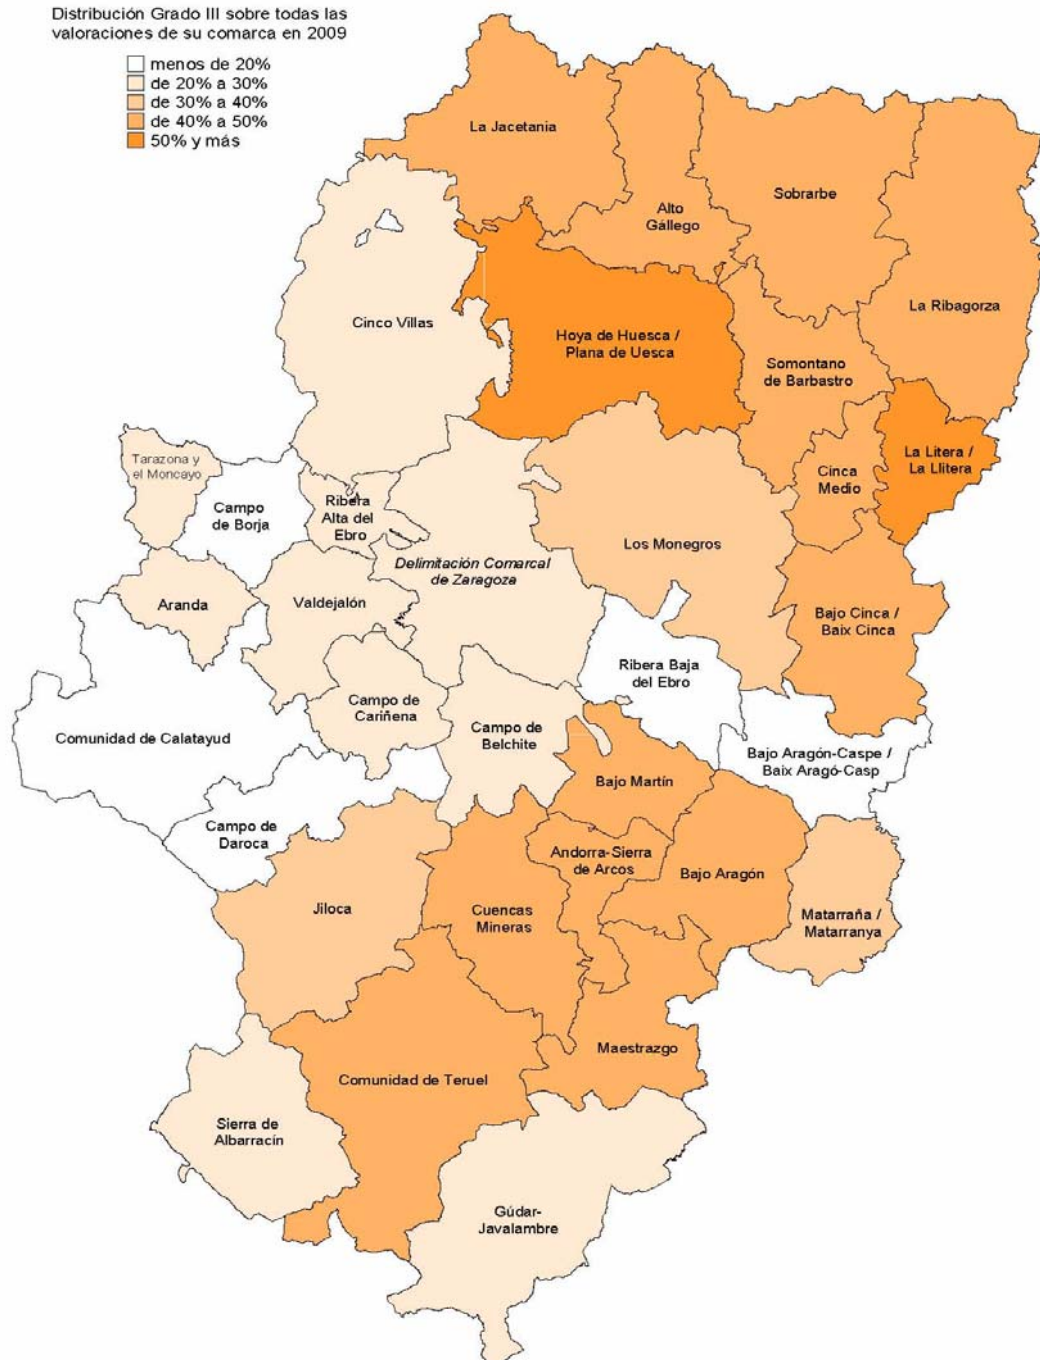 Distribución Grado III sobre todas las
valoraciones de su comarca en 2009
menos de 20%
de 20% a 30%
de 30% a 40%
de 40% a 50%
50% y más
La Jacetania
Alto
Gállego
Sobrarbe
La Ribagorza
Cinco Villas
Hoya de Huesca /
Plana de Uesca
Somontano
de Barbastro
Tarazona y
el Moncayo
Campo
de Borja
Ribera
Alta del
Ebro
Cinca
Medio
La Litera /
La Llitera
Delimitación Comarcal
de Zaragoza
Los Monegros
Aranda
Valdejalón
Bajo Cinca /
Baix Cinca
Ribera Baja
del Ebro
Comunidad de Calatayud
Campo de
Cariñena
Campo de
Belchite
Bajo Aragón-Caspe /
Baix Aragó-Casp
Bajo Martín
Campo de
Daroca
Andorra-Sierra
de Arcos
Bajo Aragón
Jiloca
Cuencas
Mineras
Matarraña /
Matarranya
Maestrazgo
Comunidad de Teruel
Sierra de
Albarracín
Gúdar-
Javalambre